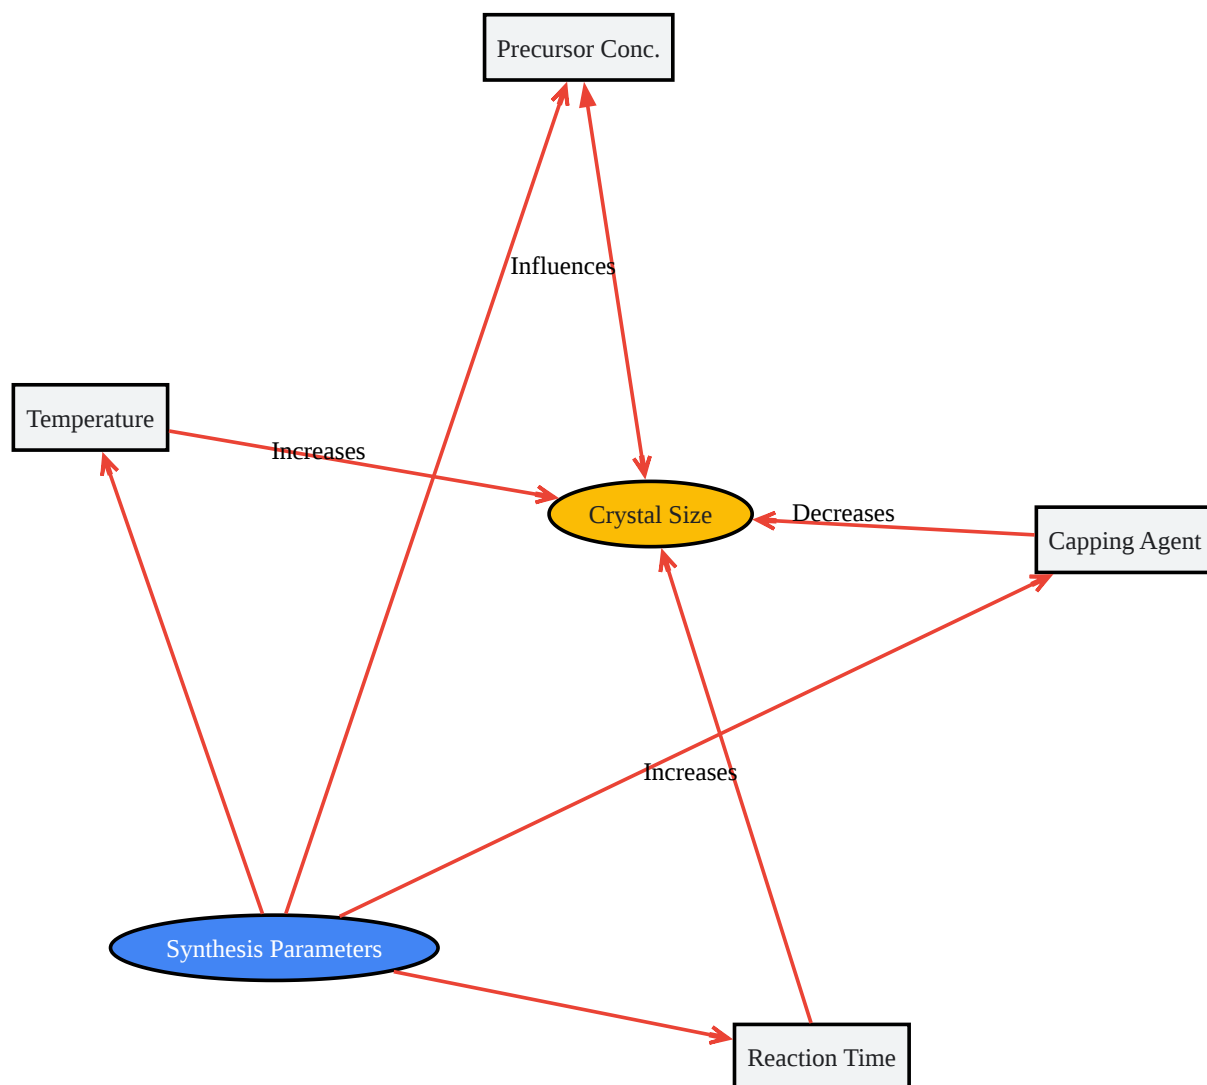 Precursor Conc.
Influences
Temperature
Increases
Crystal Size
Decreases
Capping Agent
Increases
Synthesis Parameters
Reaction Time